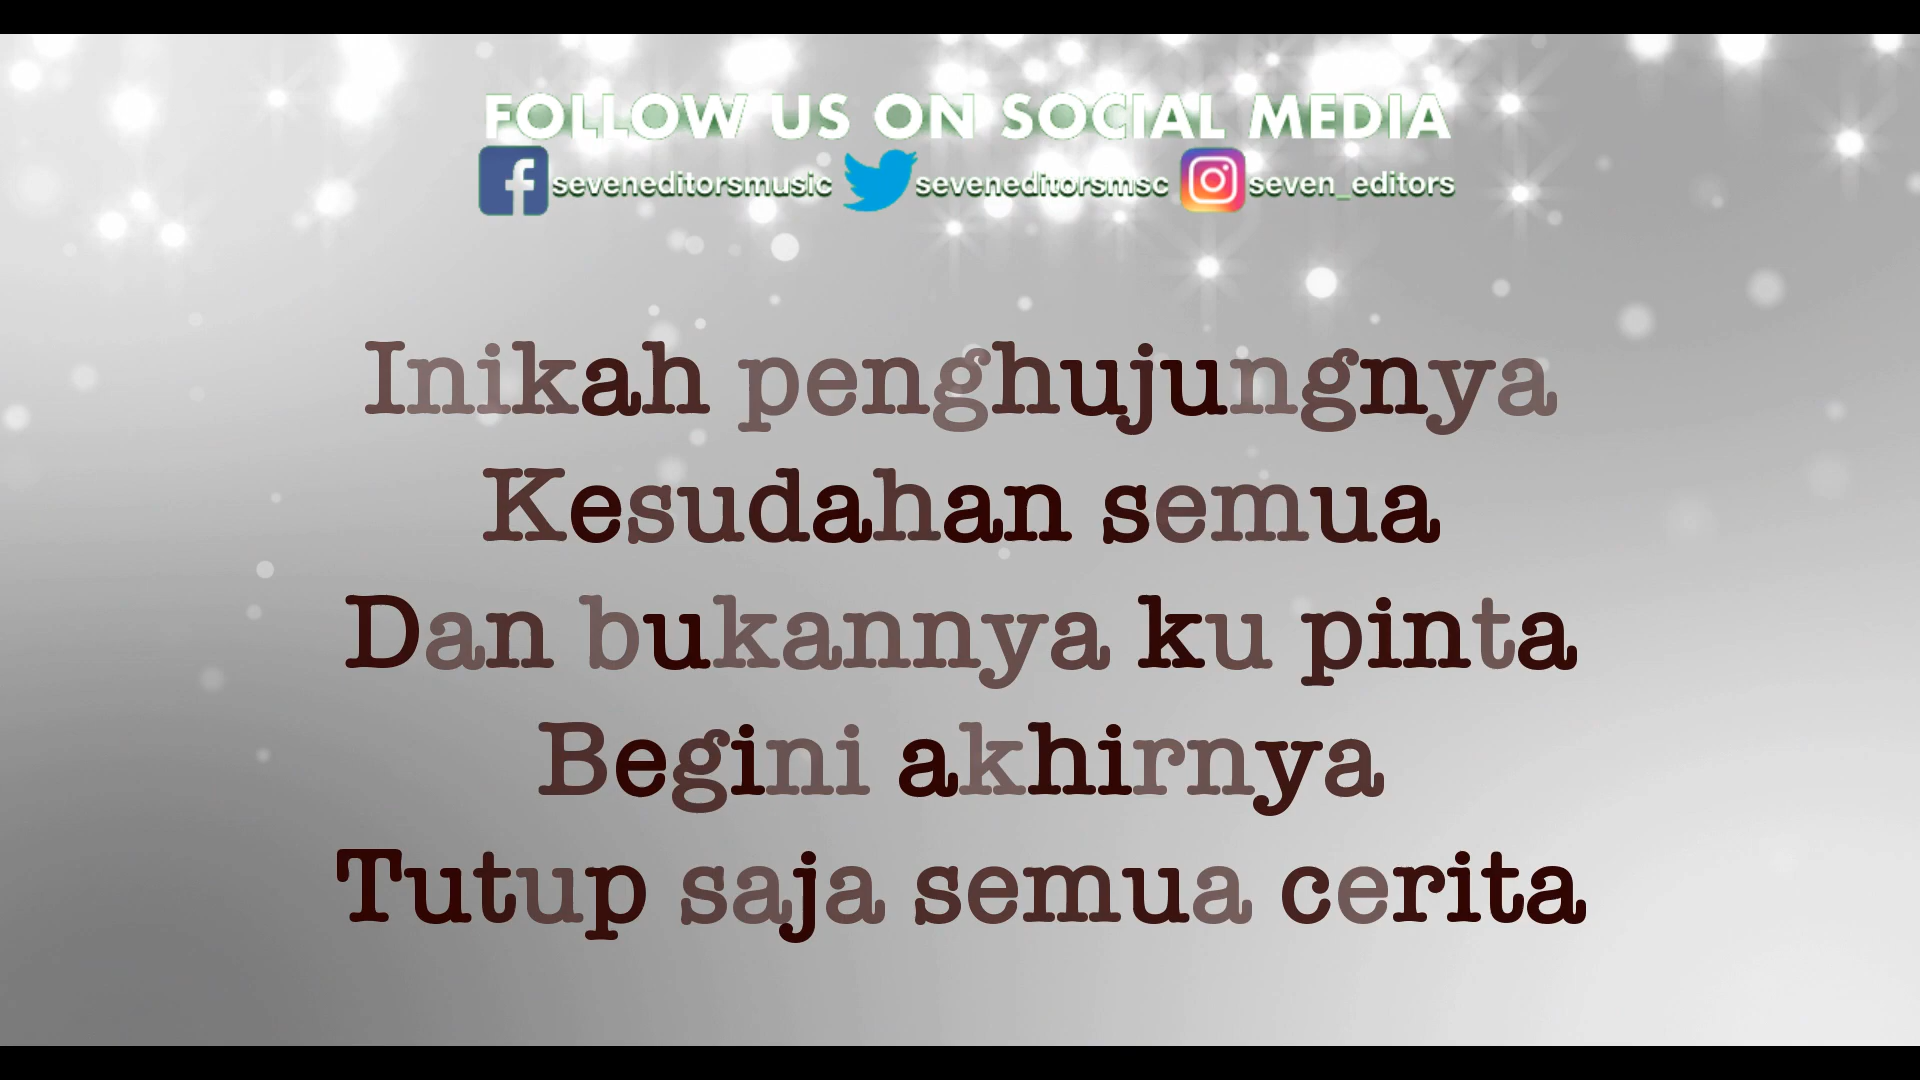 FOLLOW US ON SOCIAL MEDIA
seveneditorsmusic seveneditorsmsc seven_editors
Inikah penghujungnya
Kesudahan semua
Dan bukannya ku pinta
Begini akhirnya
Tutup saja semua cerita